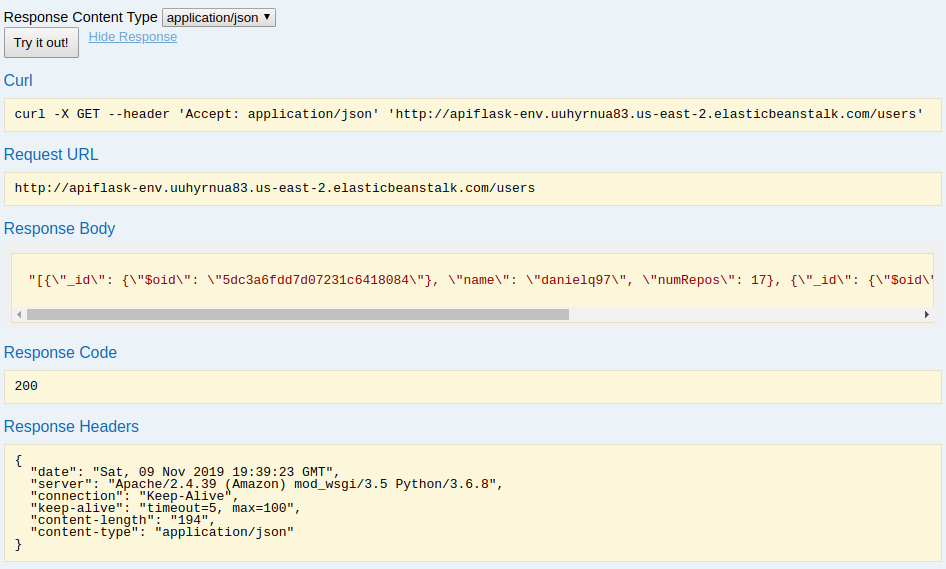 Response Content Type application/json
Try it out! Hide Response
Curl
curl -X GET --header 'Accept: application/json' 'http://apiflask-env.uuhyrnua83.us-east-2.elasticbeanstalk.com/users'
Request URL
http://apiflask-env.uuhyrnua83.us-east-2.elasticbeanstalk.com/users
Response Body
"[{\"_id\": {\"$oid\": \"5dc3a6fdd7d07231c6418084\"}, \"name\": \"danielq97\", \"numRepos\": 17}, {\"_id\": {\"$oid\"
Response Code
200
Response Headers
{
"date": "Sat, 09 Nov 2019 19:39:23 GMT",
"server": "Apache/2.4.39 (Amazon) mod_wsgi/3.5 Python/3.6.8",
"connection": "Keep-Alive",
"keep-alive": "timeout=5, max=100",
"content-length": "194",
"content-type": "application/json"
}